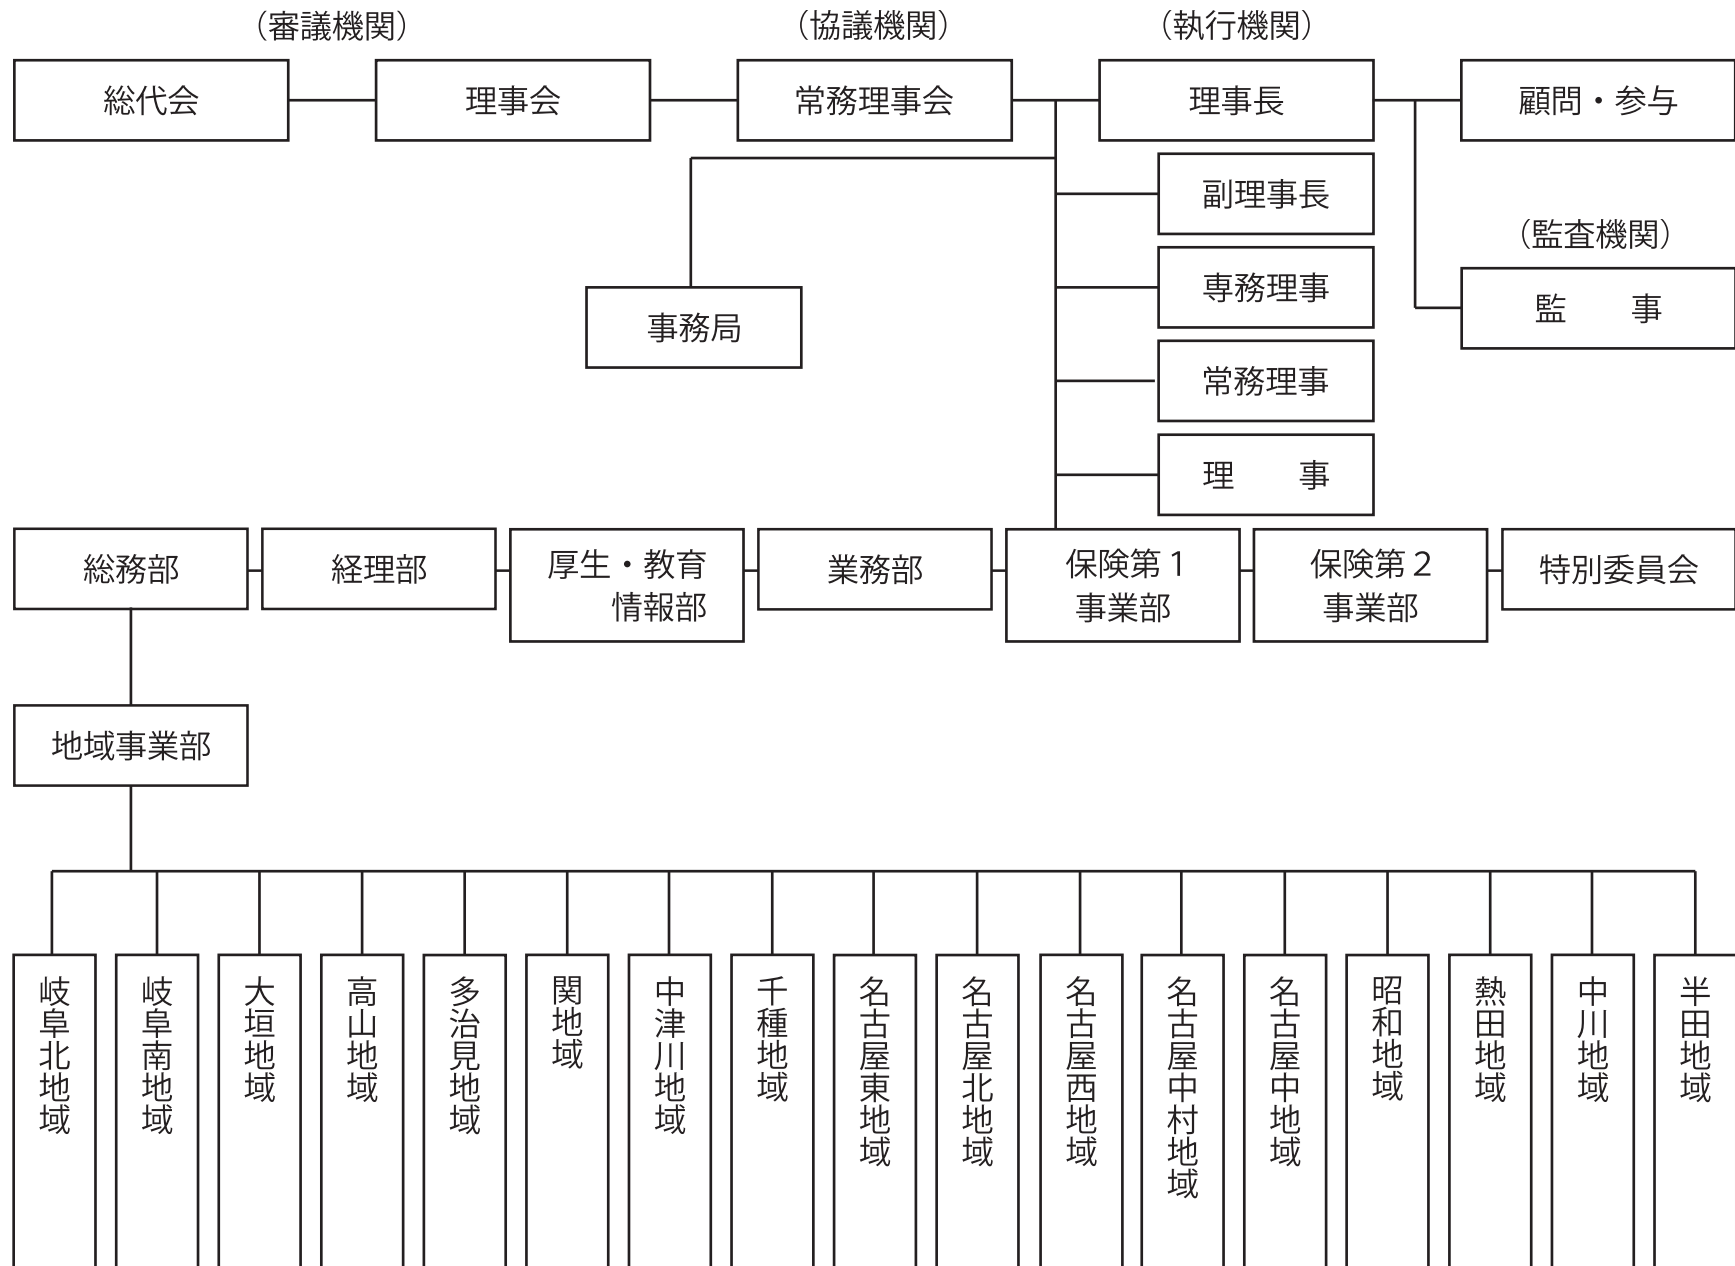 （審議機関）
（協議機関）
（執行機関）
総代会
理事会
常務理事会
理事長
顧問・参与
副理事長
（監査機関）
専務理事
監　　事
事務局
常務理事
理　　事
総務部
経理部
厚生・教育
情報部
業務部
保険第１
事業部
保険第２
事業部
特別委員会
地域事業部
岐阜北地域
岐阜南地域
大垣地域
高山地域
多治見地域
関地域
中津川地域
千種地域
名古屋東地域
名古屋北地域
名古屋西地域
名古屋中村地域
名古屋中地域
昭和地域
熱田地域
中川地域
半田地域